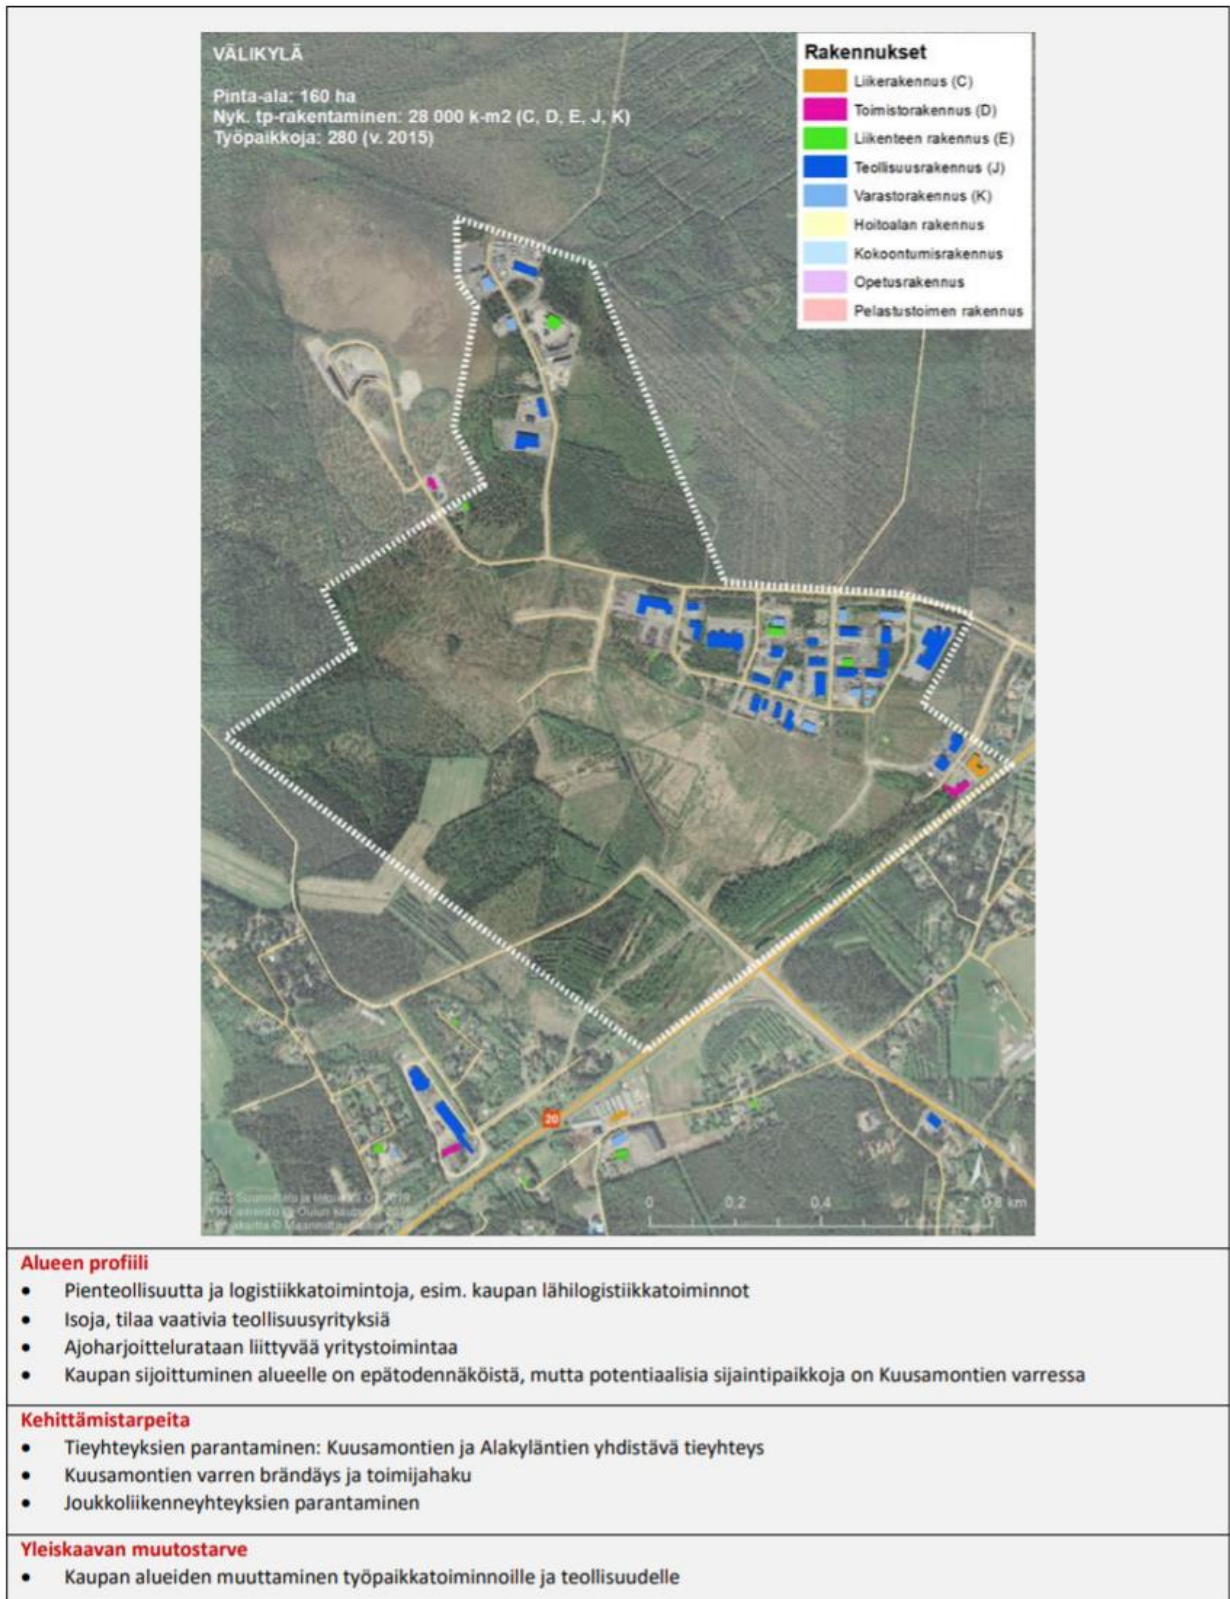 VÄLIKYLÄ
Pinta-ala: 160 ha
Nyk. tp-rakentaminen: 28 000 k-m2 (C, D, E, J, K)
Työpaikkoja: 280 (v. 2015)
Rakennukset
Liikerakennus (C)
Toimistorakennus (D)
Liikenteen rakennus (E)
Teollisuusrakennus (J)
Varastorakennus (K)
Hoitoalan rakennus
Kokoontumisrakennus
Opetusrakennus
Pelastustoimen rakennus
20
0 0.2 0.4 0.8 km
Suunnittelu ja
Oulun
Alueen profiili
• Pienteollisuutta ja logistiikkatoimintoja, esim. kaupan lähilogistiikkatoiminnot
• Isoja, tilaa vaativia teollisuusyrityksiä
• Ajoharjoittelurataan liittyvää yritystoimintaa
• Kaupan sijoittuminen alueelle on epätodennäköistä, mutta potentiaalisia sijaintipaikkoja on Kuusamontien varressa
Kehittämistarpeita
• Tieyhteyksien parantaminen: Kuusamontien ja Alakyläntien yhdistävä tieyhteys
• Kuusamontien varren brändäys ja toimijahaku
• Joukkoliikenneyhteyksien parantaminen
Yleiskaavan muutostarve
• Kaupan alueiden muuttaminen työpaikkatoiminnoille ja teollisuudelle